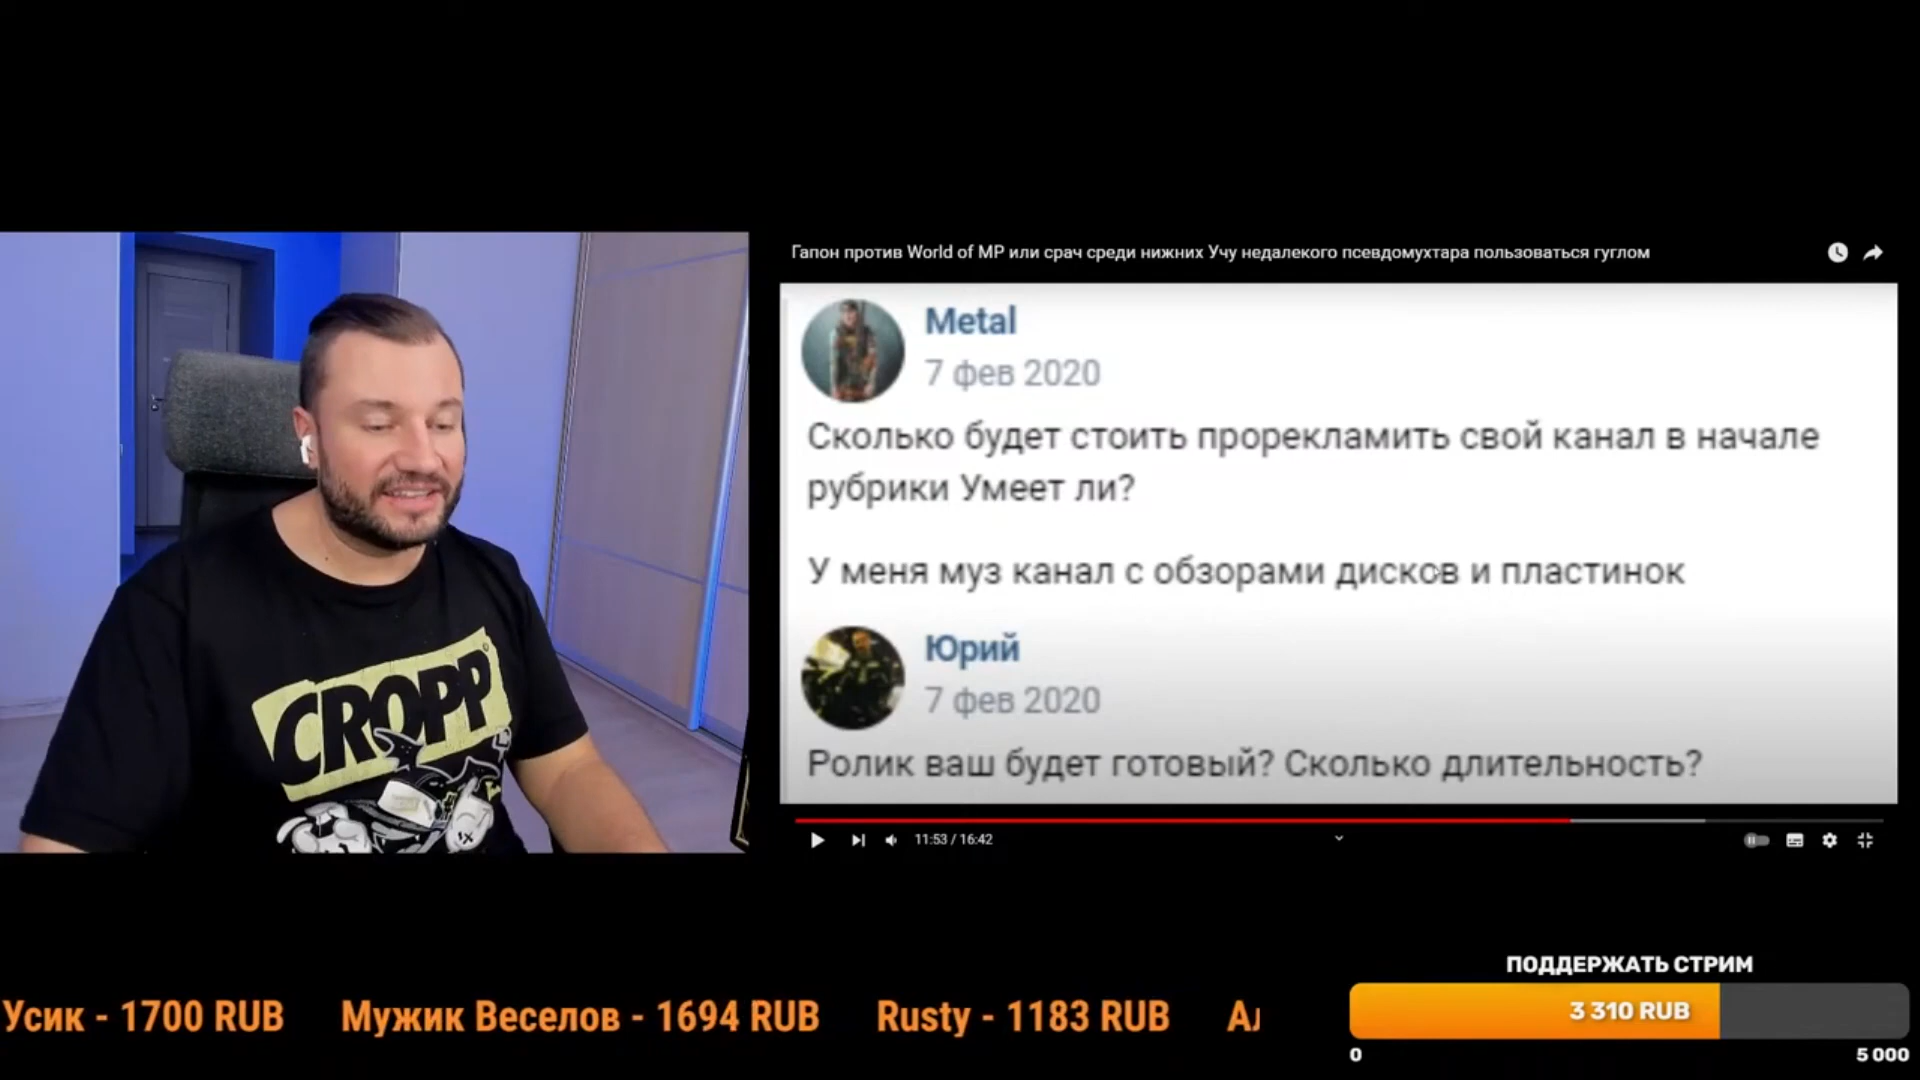 Гапон против World of MP или срач среди нижних Учу недалекого псевдомухтара пользоваться гуглом
Metal
7 фев 2020
Сколько будет стоить прорекламить свой канал в начале
рубрики Умеет ли?
У меня муз канал с обзорами дисков и пластинок
Юрий
7 фев 2020
Ролик ваш будет готовый? Сколько длительность?
11:53 / 16:42
CROPP
ПОДДЕРЖАТЬ СТРИМ
Усик - 1700 RUB Мужик Веселов - 1694 RUB Rusty - 1183 RUB
3 310 RUB
0 5 000